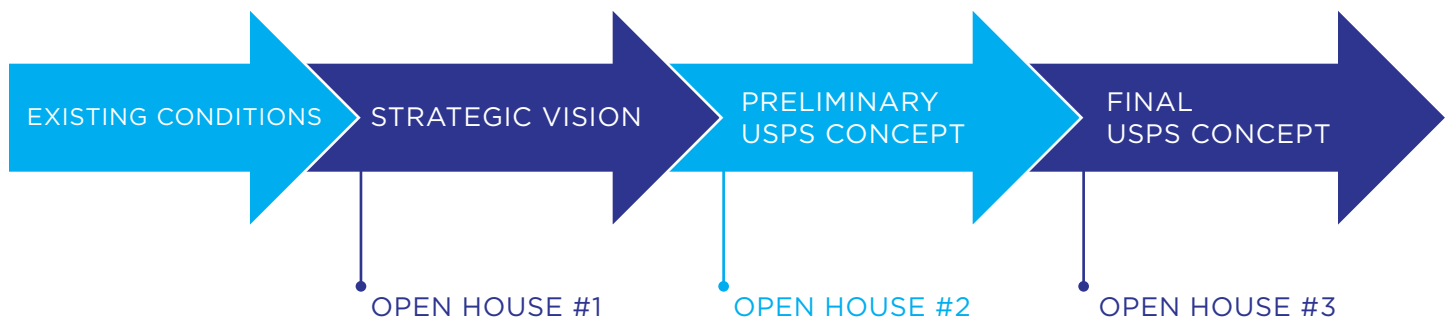 EXISTING CONDITIONS
STRATEGIC VISION
PRELIMINARY
USPS CONCEPT
FINAL
USPS CONCEPT
OPEN HOUSE #1
OPEN HOUSE #2
OPEN HOUSE #3